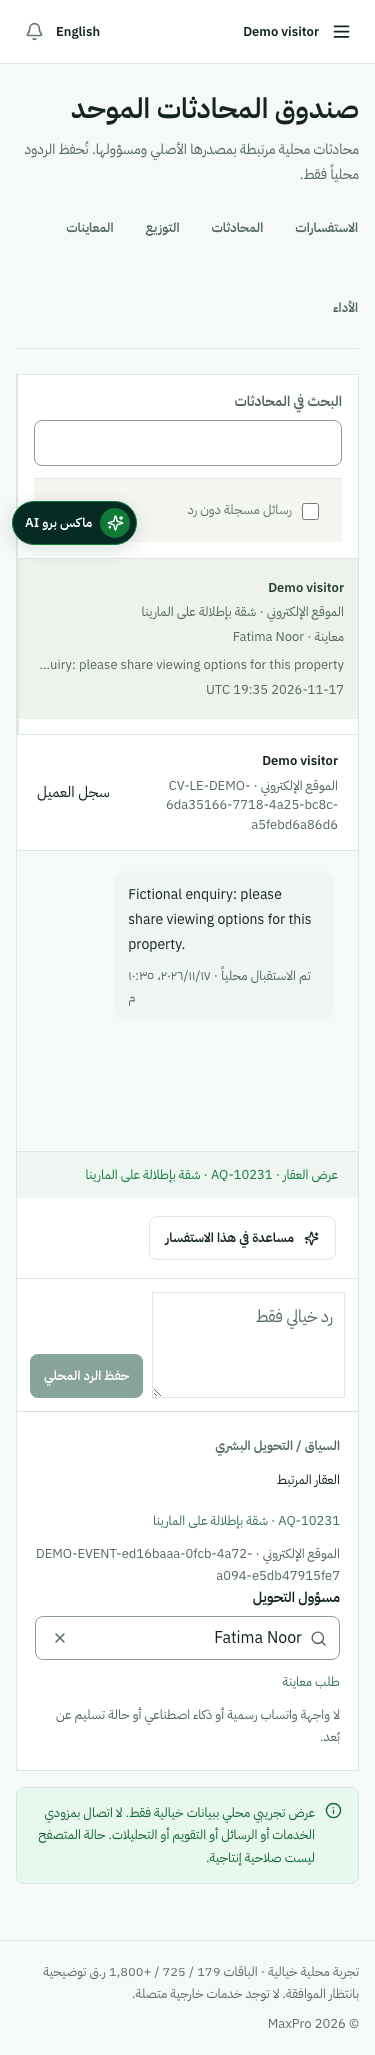 Demo visitor
English
صندوق المحادثات الموحد
محادثات محلية مرتبطة بمصدرها الأصلي ومسؤولها. تُحفظ الردود
محلياً فقط.
الاستفسارات
المحادثات
التوزيع
المعاينات
الأداء
البحث في المحادثات
رسائل مسجلة دون رد
ماكس برو AI
Demo visitor
الموقع الإلكتروني · شقة بإطلالة على المارينا
معاينة · Fatima Noor
...uiry: please share viewing options for this property
2026-11-17 19:35 UTC
Demo visitor
الموقع الإلكتروني · CV-LE-DEMO-
6da35166-7718-4a25-bc8c-
a5febd6a86d6
سجل العميل
Fictional enquiry: please
share viewing options for this
property.
تم الاستقبال محلياً · ٢٠٢٦/١١/١٧، ١٠:٣٥
م
عرض العقار · AQ-10231 · شقة بإطلالة على المارينا
مساعدة في هذا الاستفسار
رد خيالي فقط
حفظ الرد المحلي
السياق / التحويل البشري
العقار المرتبط
AQ-10231 · شقة بإطلالة على المارينا
الموقع الإلكتروني · DEMO-EVENT-ed16baaa-0fcb-4a72-
a094-e5db47915fe7
مسؤول التحويل
Fatima Noor
طلب معاينة
لا واجهة واتساب رسمية أو ذكاء اصطناعي أو حالة تسليم عن
بُعد.
عرض تجريبي محلي ببيانات خيالية فقط. لا اتصال بمزودي
الخدمات أو الرسائل أو التقويم أو التحليلات. حالة المتصفح
ليست صلاحية إنتاجية.
تجربة محلية خيالية · الباقات 179 / 725 / +1,800 ر.ق توضيحية
بانتظار الموافقة. لا توجد خدمات خارجية متصلة.
© 2026 MaxPro